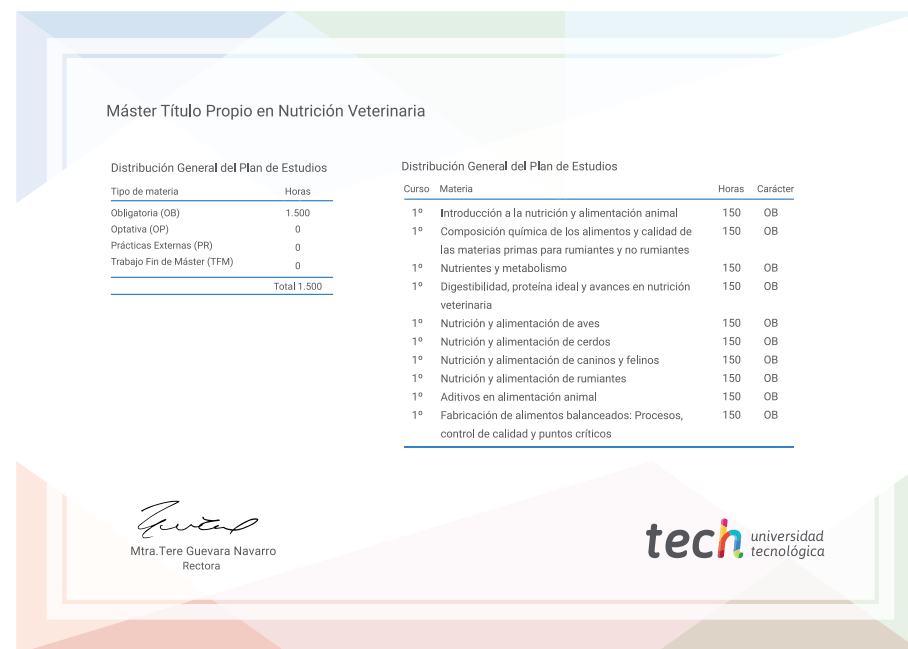 Máster Título Propio en Nutrición Veterinaria
Distribución General del Plan de Estudios
Tipo de materia Horas
Obligatoria (OB) 1.500
Optativa (OP) 0
Prácticas Externas (PR) 0
Trabajo Fin de Máster (TFM) 0
Total 1.500
Distribución General del Plan de Estudios
Curso Materia Horas Carácter
1º Introducción a la nutrición y alimentación animal 150 OB
1º Composición química de los alimentos y calidad de 150 OB
las materias primas para rumiantes y no rumiantes
1º Nutrientes y metabolismo 150 OB
1º Digestibilidad, proteína ideal y avances en nutrición 150 OB
veterinaria
1º Nutrición y alimentación de aves 150 OB
1º Nutrición y alimentación de cerdos 150 OB
1º Nutrición y alimentación de caninos y felinos 150 OB
1º Nutrición y alimentación de rumiantes 150 OB
1º Aditivos en alimentación animal 150 OB
1º Fabricación de alimentos balanceados: Procesos, 150 OB
control de calidad y puntos críticos
Mtra.Tere Guevara Navarro
Rectora
tech universidad
tecnológica